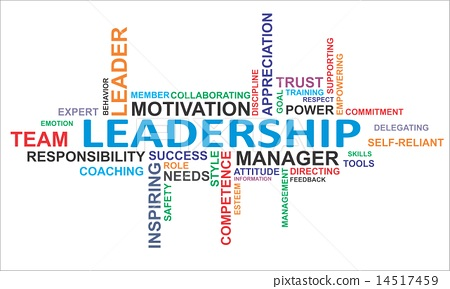 LEADER
BEHAVIOR
EXPERT
EMOTION
MEMBER
COLLABORATING
DISCIPLINE
APPRECIATION
GOAL
TRUST
TRAINING
RESPECT
POWER
SUPPORTING
EMPOWERING
COMMITMENT
MOTIVATION
TEAM
LEADERSHIP
DELEGATING
SELF-RELIANT
RESPONSIBILITY
SUCCESS
STYLE
MANAGER
SKILLS
TOOLS
COACHING
INSPIRING
ROLE
NEEDS
SAFETY
COMPETENCE
ESTEEM
ATTITUDE
INFORMATION
MANAGEMENT
DIRECTING
FEEDBACK
14517459